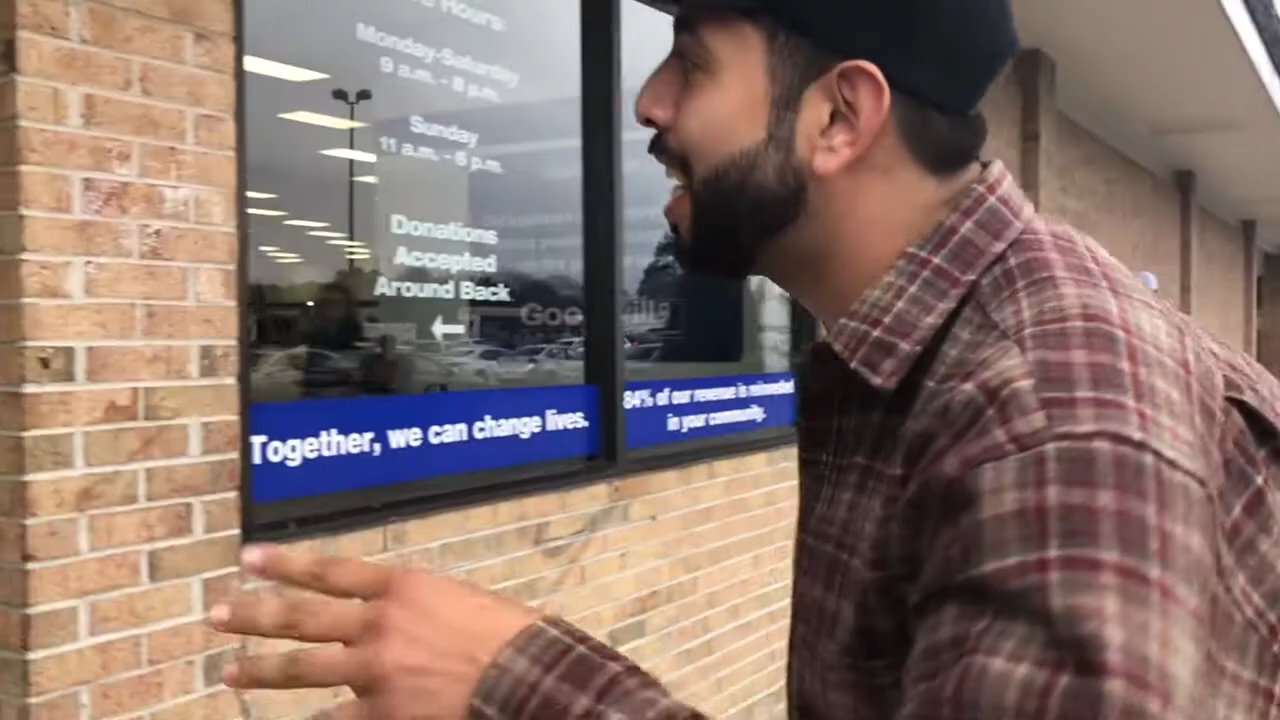 Hours:
Monday-Saturday
9 a.m. - 8 p.m.
Sunday
11 a.m. - 6 p.m.
Donations
Accepted
Around Back
Together, we can change lives.
84% of our revenue is reinvested
in your community.